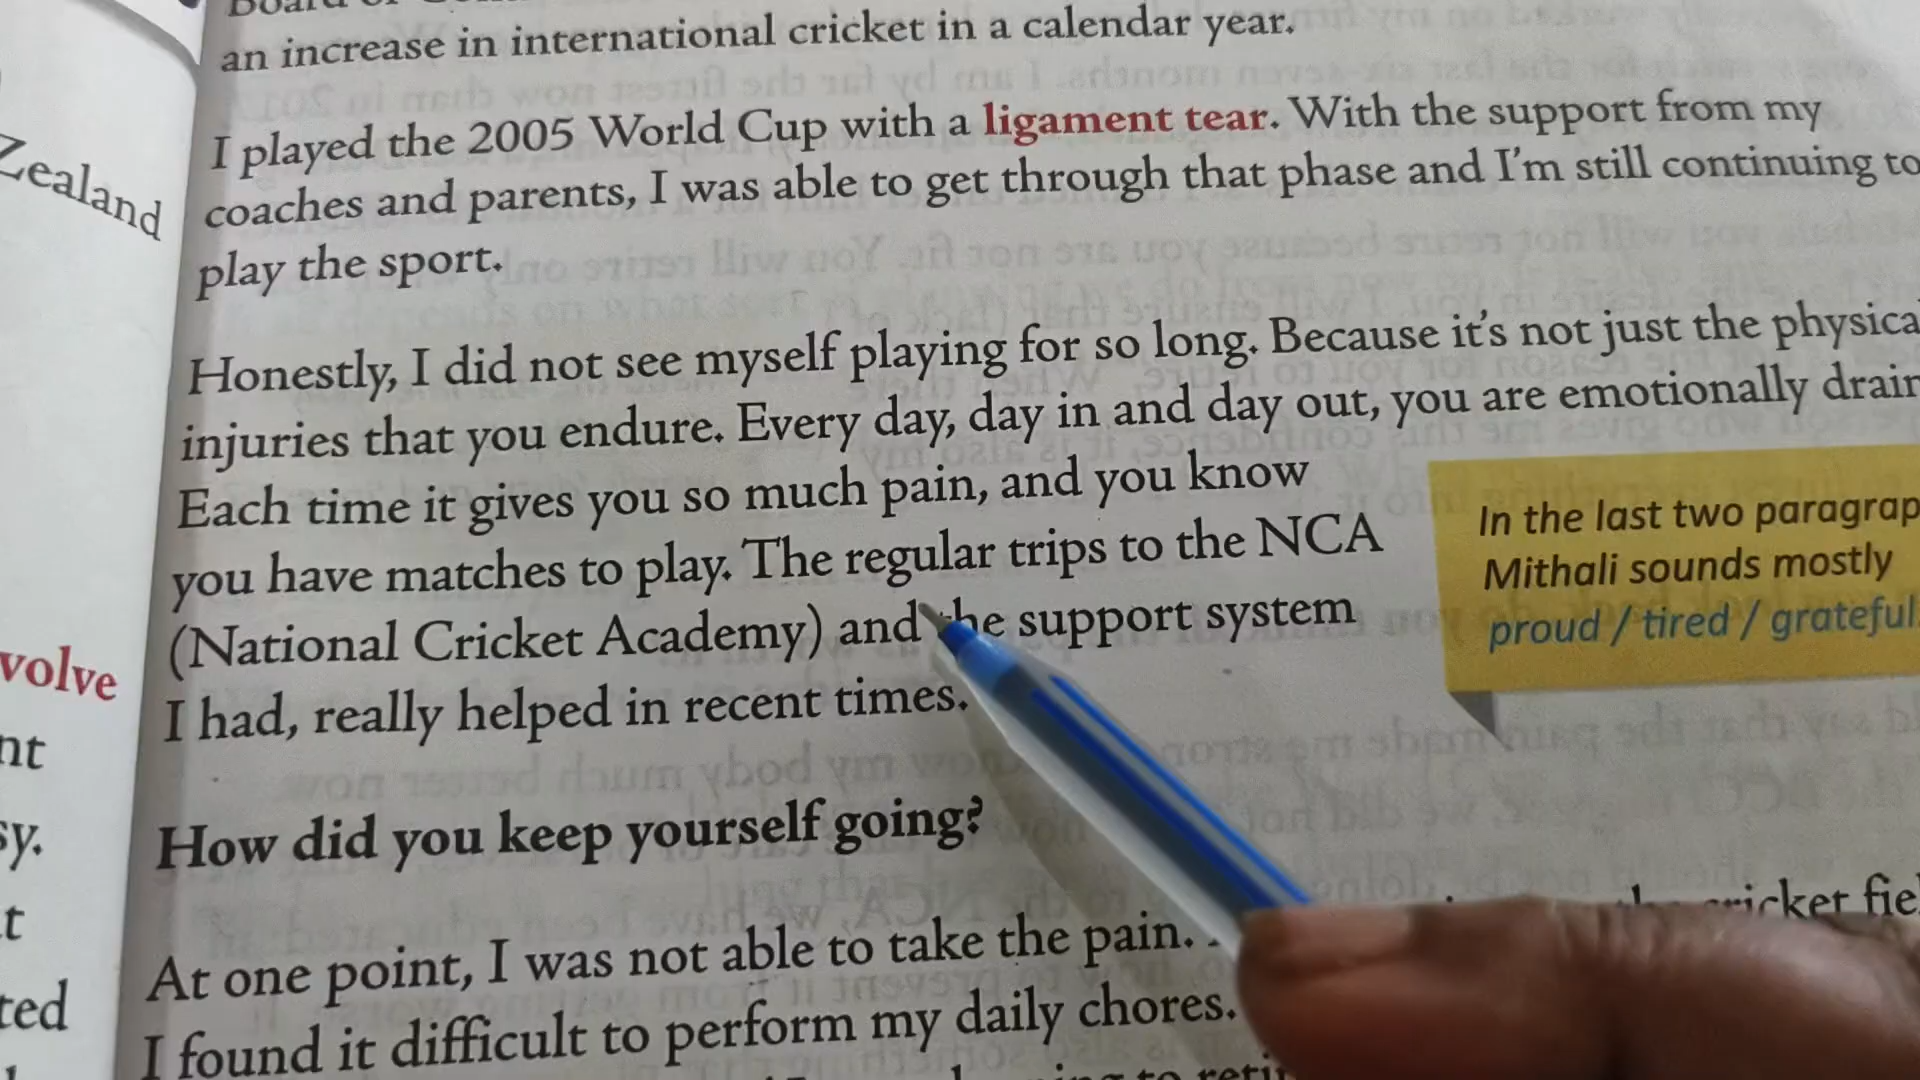 an increase in international cricket in a calendar year.
I played the 2005 World Cup with a ligament tear. With the support from my
coaches and parents, I was able to get through that phase and I'm still continuing to
play the sport.
Honestly, I did not see myself playing for so long. Because it's not just the
injuries that you endure. Every day, day in and day out, you are emotionally
Each time it gives you so much pain, and you know
you have matches to play. The regular trips to the NCA
(National Cricket Academy) and the support system
I had, really helped in recent times.
How did you keep yourself going?
At one point, I was not able to take the pain.
cricket
I found it difficult to perform my daily chores.
Zealand
volve
nt
sy.
t
ted
In the last two
Mithali sounds mostly
proud / tired / grateful.